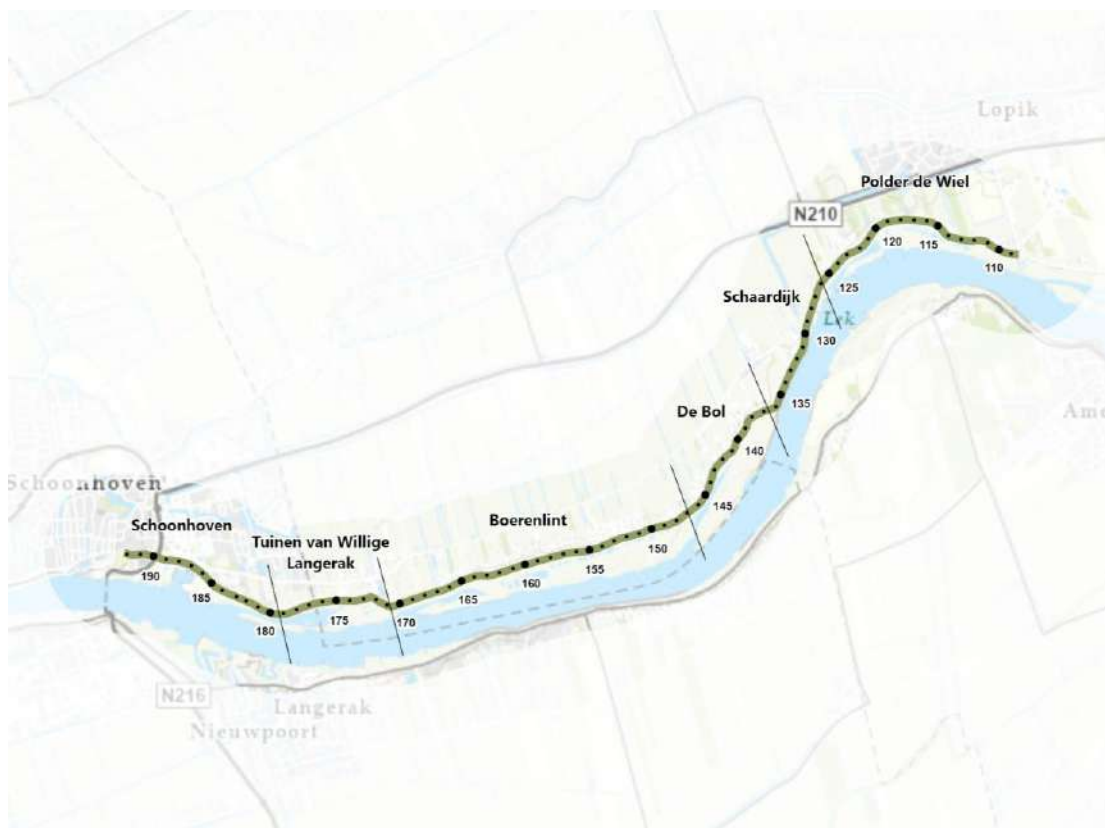 Lopik
Polder de Wiel
N210
120
115
110
125
Schaardijk
Lek
130
135
Ame
De Bol
140
145
Schoonhoven
Schoonhoven
Boerenlint
150
Tuinen van Willige
Langerak
155
160
165
170
175
180
185
190
N216
Langerak
Nieuwpoort